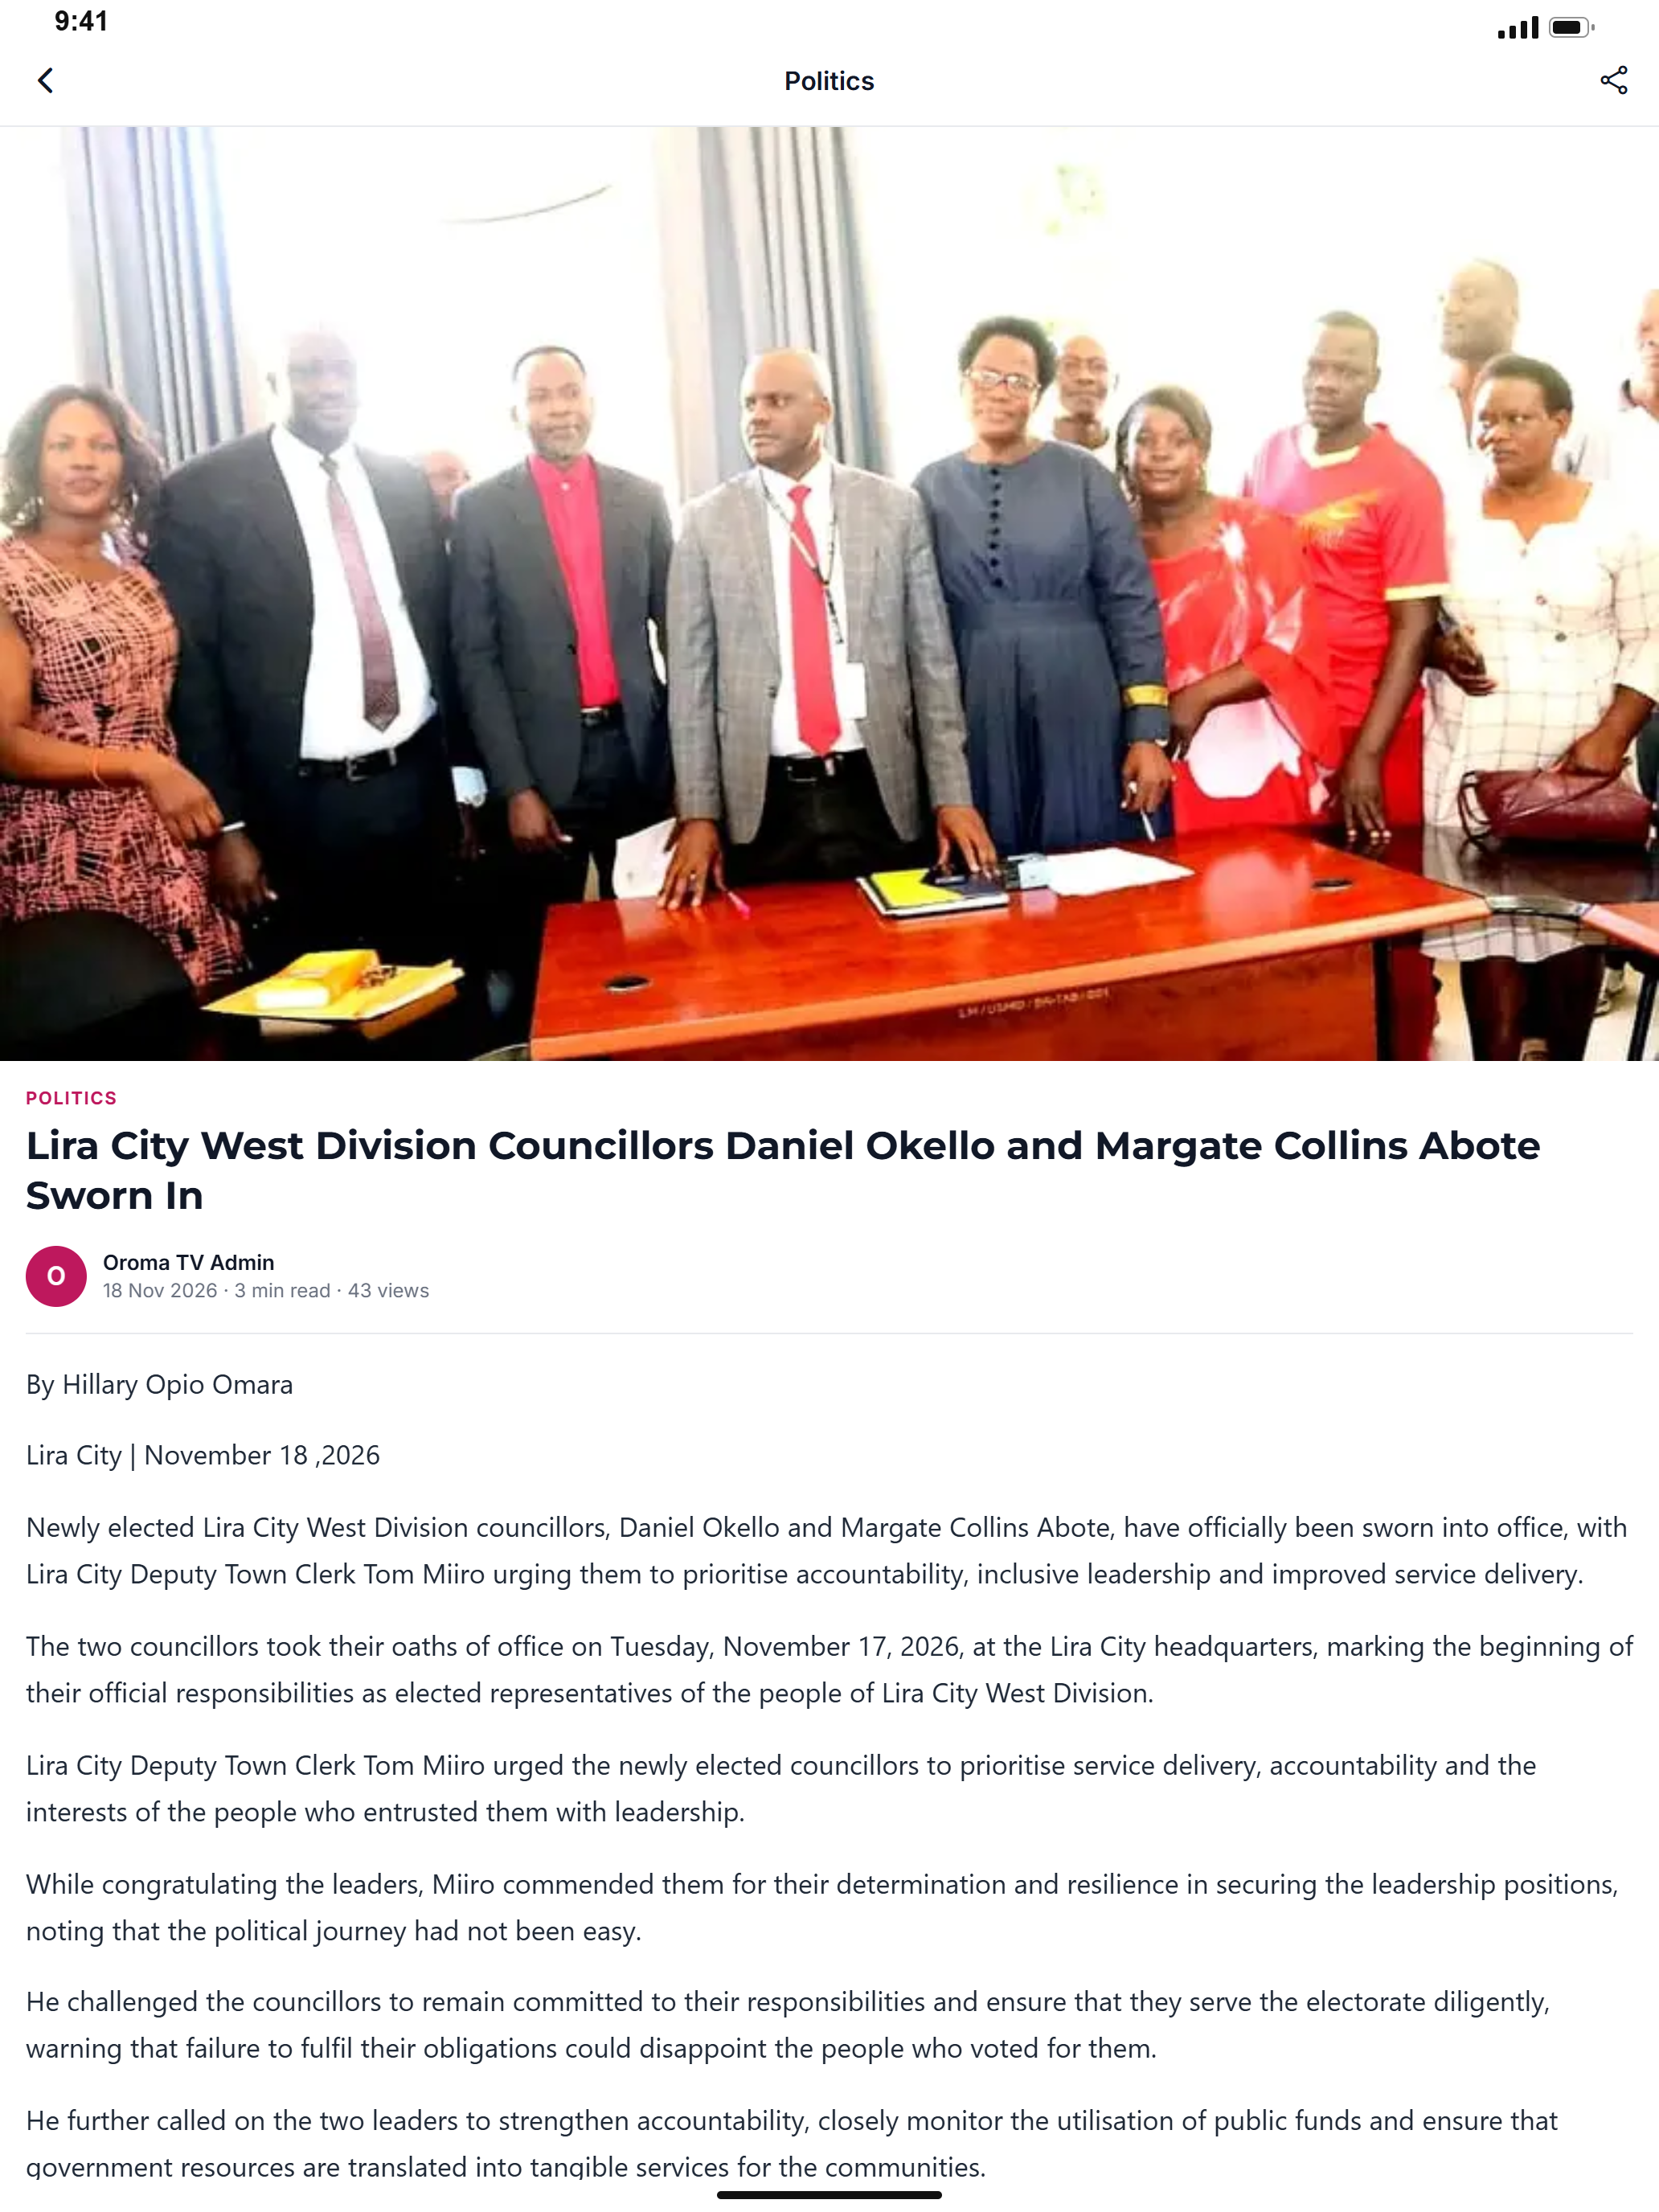 9:41
Politics
LM/USMID/BA-TAB/001
POLITICS
Lira City West Division Councillors Daniel Okello and Margate Collins Abote
Sworn In
O
Oroma TV Admin
18 Nov 2026 · 3 min read · 43 views
By Hillary Opio Omara
Lira City | November 18 ,2026
Newly elected Lira City West Division councillors, Daniel Okello and Margate Collins Abote, have officially been sworn into office, with
Lira City Deputy Town Clerk Tom Miiro urging them to prioritise accountability, inclusive leadership and improved service delivery.
The two councillors took their oaths of office on Tuesday, November 17, 2026, at the Lira City headquarters, marking the beginning of
their official responsibilities as elected representatives of the people of Lira City West Division.
Lira City Deputy Town Clerk Tom Miiro urged the newly elected councillors to prioritise service delivery, accountability and the
interests of the people who entrusted them with leadership.
While congratulating the leaders, Miiro commended them for their determination and resilience in securing the leadership positions,
noting that the political journey had not been easy.
He challenged the councillors to remain committed to their responsibilities and ensure that they serve the electorate diligently,
warning that failure to fulfil their obligations could disappoint the people who voted for them.
He further called on the two leaders to strengthen accountability, closely monitor the utilisation of public funds and ensure that
government resources are translated into tangible services for the communities.